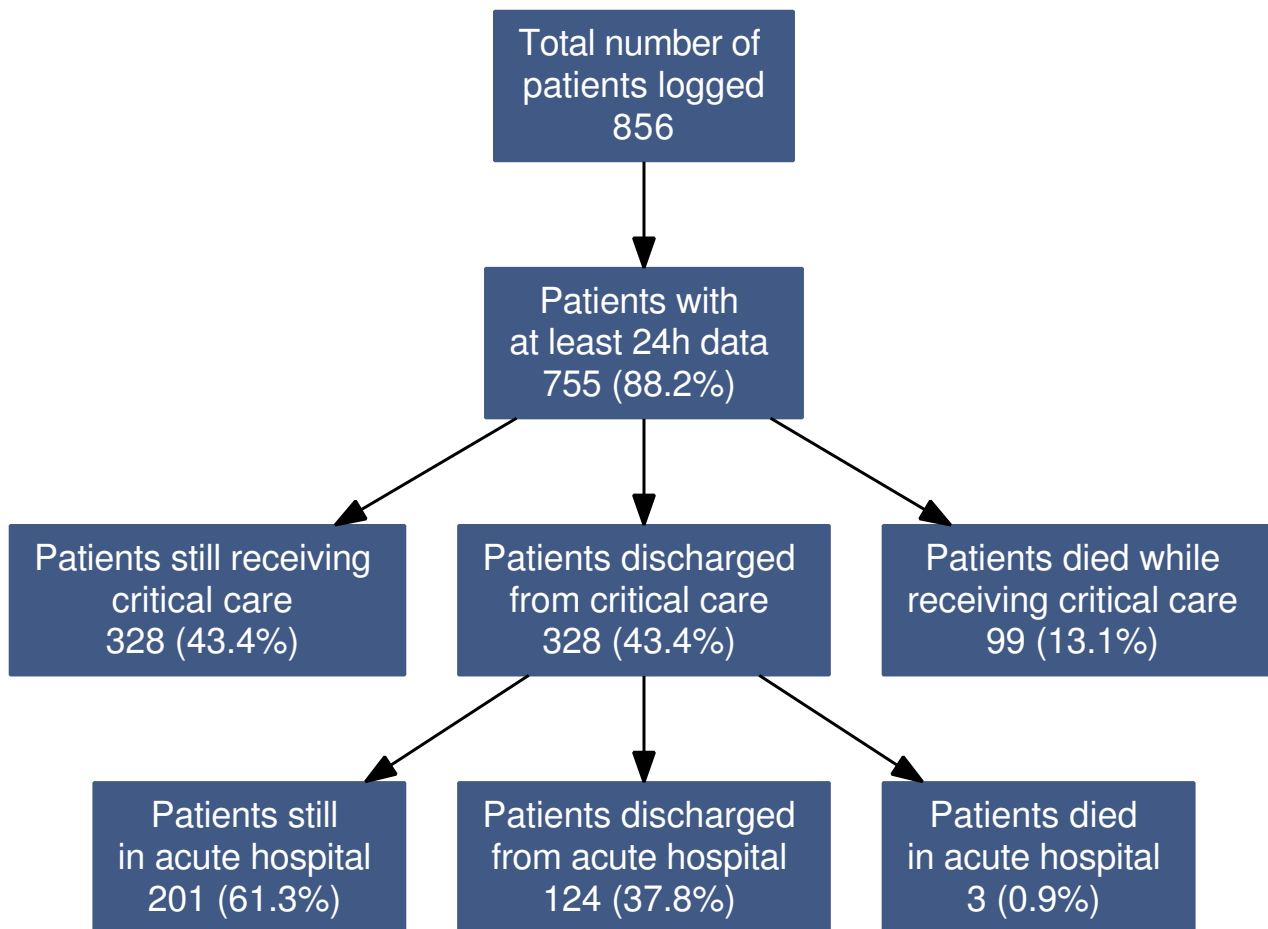 Total number of
patients logged
856
Patients with
at least 24h data
755 (88.2%)
Patients still receiving
critical care
328 (43.4%)
Patients discharged
from critical care
328 (43.4%)
Patients died while
receiving critical care
99 (13.1%)
Patients still
in acute hospital
201 (61.3%)
Patients discharged
from acute hospital
124 (37.8%)
Patients died
in acute hospital
3 (0.9%)